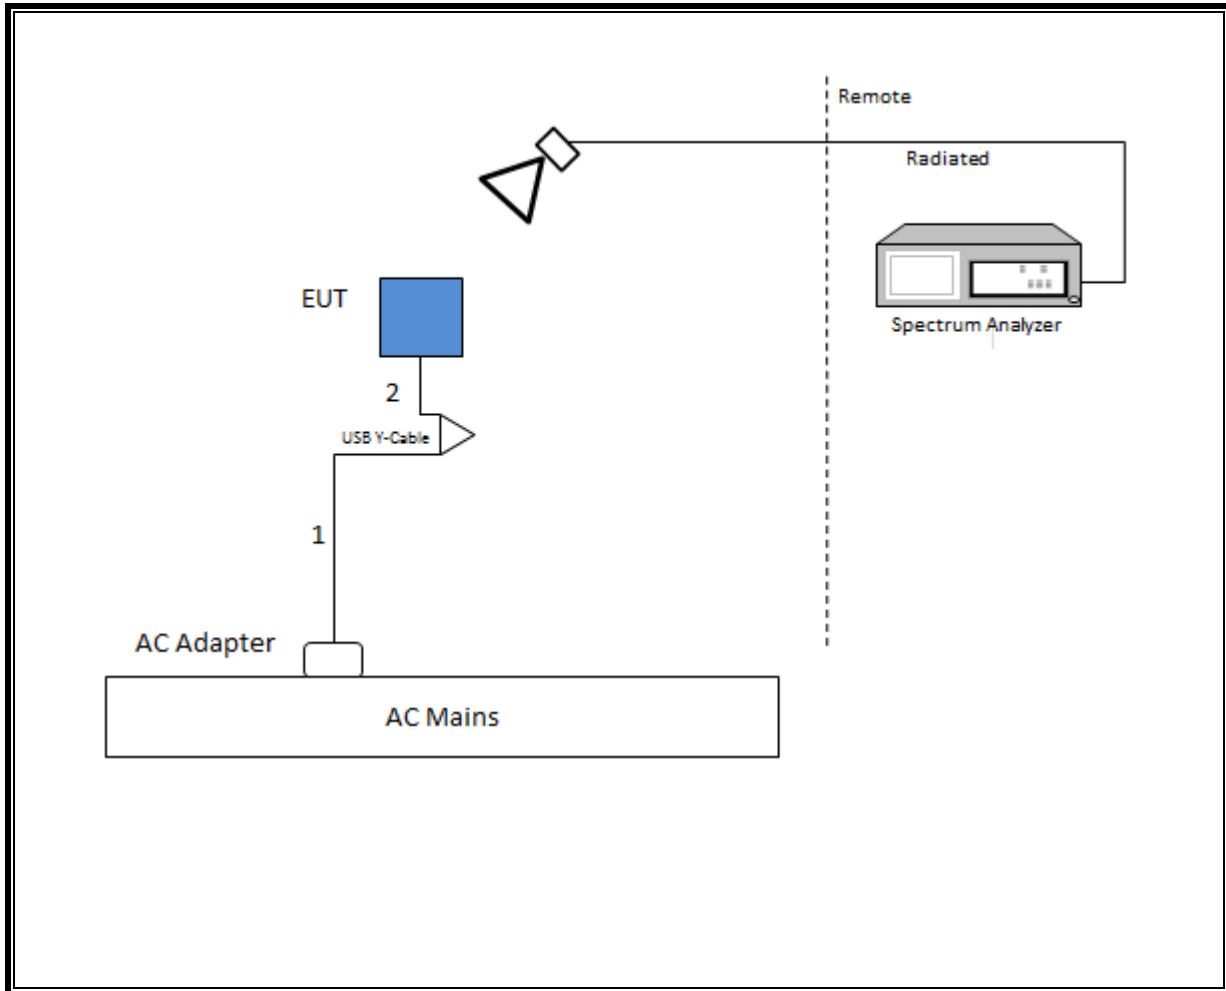 Remote
Radiated
EUT
Spectrum Analyzer
2
USB Y-Cable
1
AC Adapter
AC Mains